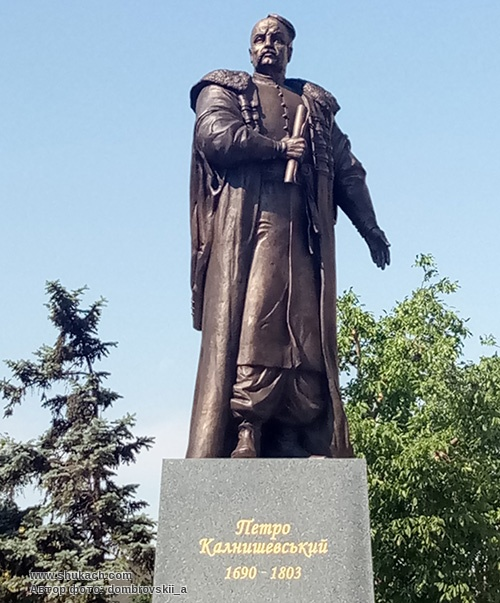 Петро
Калнишевський
1690 - 1803
www.shukach.com
Автор фото: dombrovskii_a